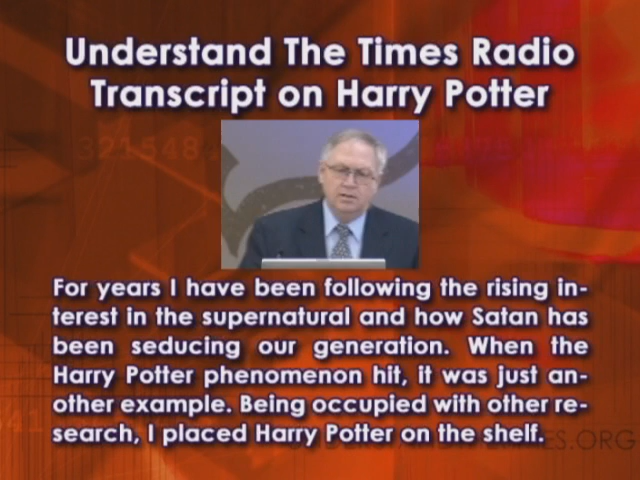 Understand The Times Radio
Transcript on Harry Potter
321548
For years I have been following the rising in-
terest in the supernatural and how Satan has
been seducing our generation. When the
Harry Potter phenomenon hit, it was just an-
other example. Being occupied with other re-
search, I placed Harry Potter on the shelf.